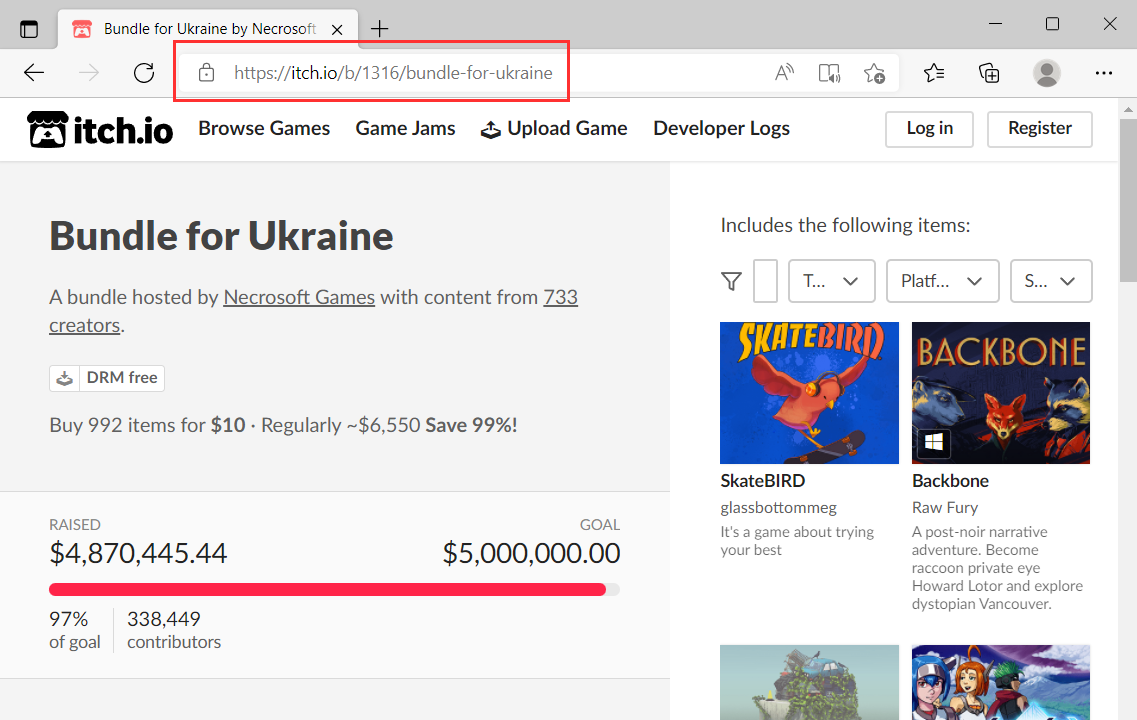 Bundle for Ukraine by Necrosoft
https://itch.io/b/1316/bundle-for-ukraine
itch.io
Browse Games
Game Jams
Upload Game
Developer Logs
Log in
Register
Bundle for Ukraine
A bundle hosted by Necrosoft Games with content from 733
creators.
DRM free
Buy 992 items for $10 · Regularly ~$6,550 Save 99%!
RAISED
GOAL
$4,870,445.44
$5,000,000.00
97%
of goal
338,449
contributors
Includes the following items:
T...
Platf...
S...
SKATEBIRD
SkateBIRD
glassbottommeg
It's a game about trying
your best
BACKBONE
Backbone
Raw Fury
A post-noir narrative
adventure. Become
raccoon private eye
Howard Lotor and explore
dystopian Vancouver.